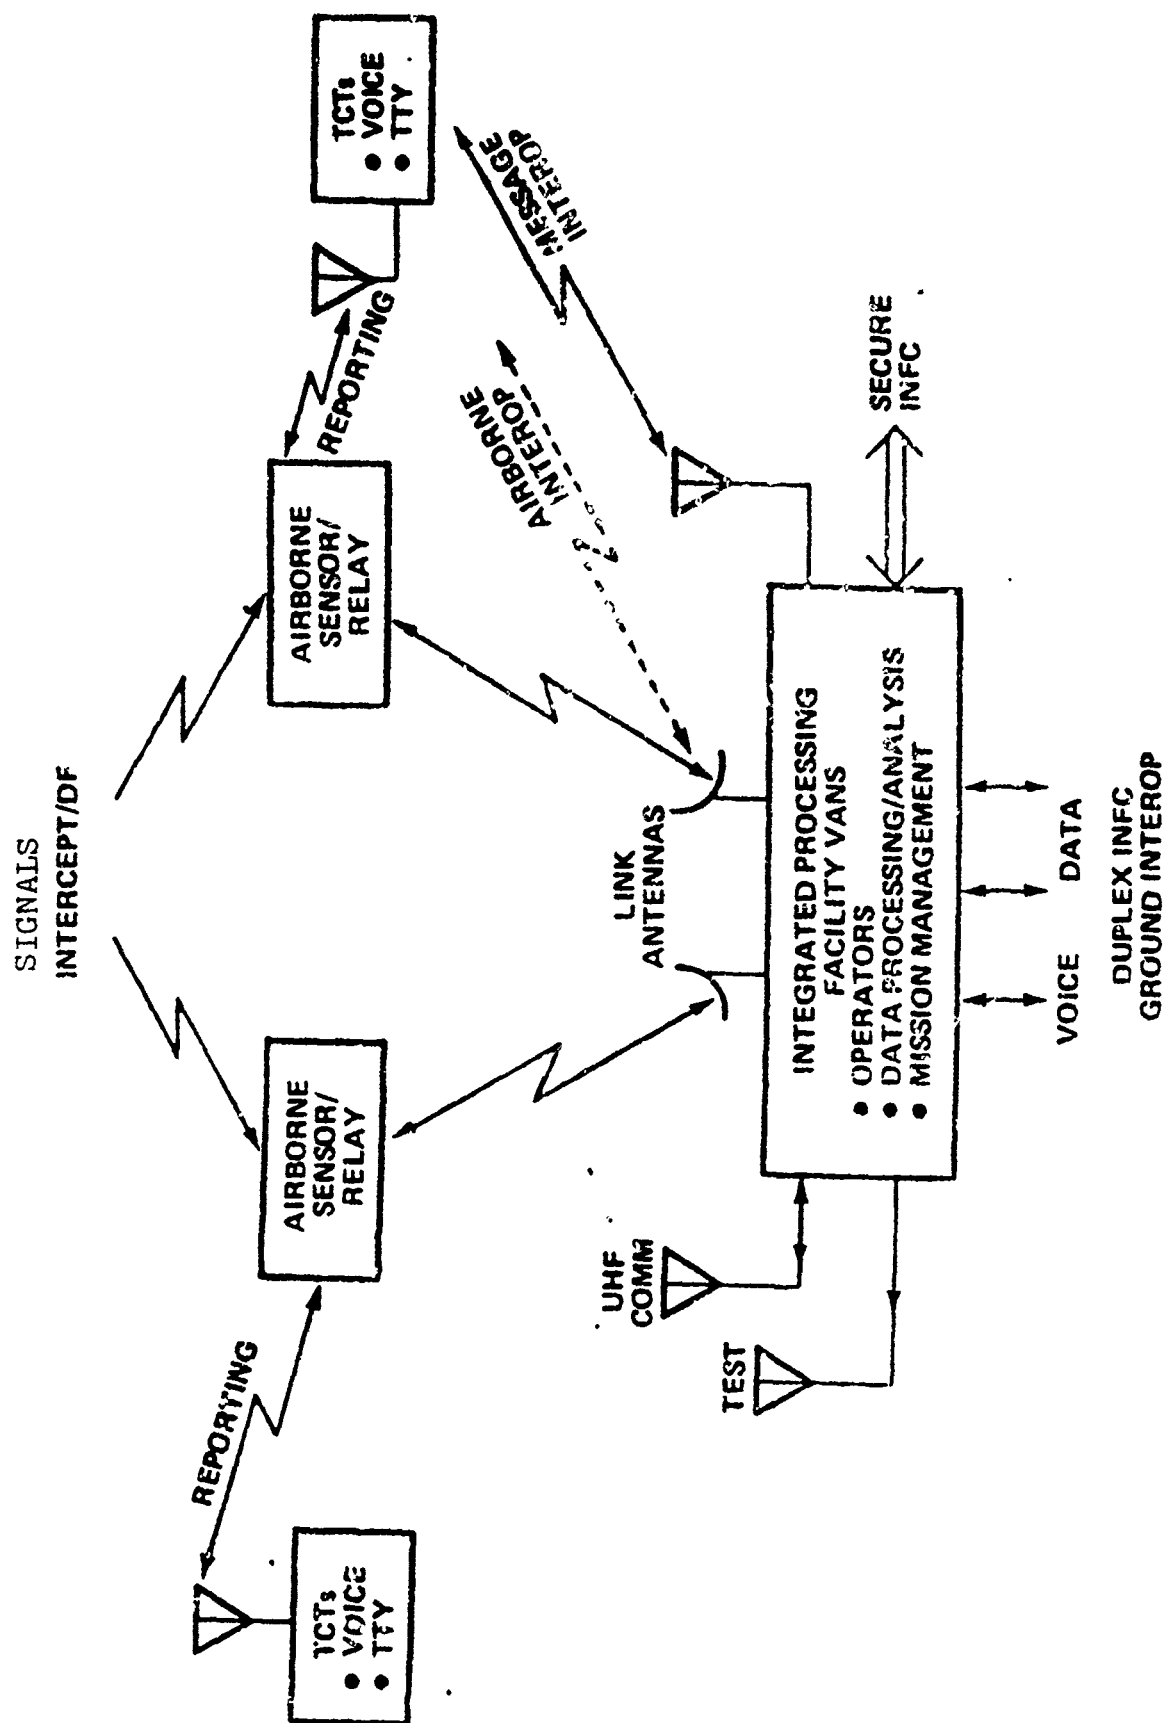 SIGNALS
INTERCEPT/DF
TCTs
• VOICE
• TTY
REPORTING
AIRBORNE
SENSOR/
RELAY
AIRBORNE
SENSOR/
RELAY
REPORTING
TCTs
• VOICE
• TTY
AIRBORNE
INTEROP
MESSAGE
INTEROP
LINK
ANTENNAS
UHF
COMM
TEST
INTEGRATED PROCESSING
FACILITY VANS
• OPERATORS
• DATA PROCESSING/ANALYSIS
• MISSION MANAGEMENT
SECURE
INFC
VOICE
DATA
DUPLEX INFC
GROUND INTEROP